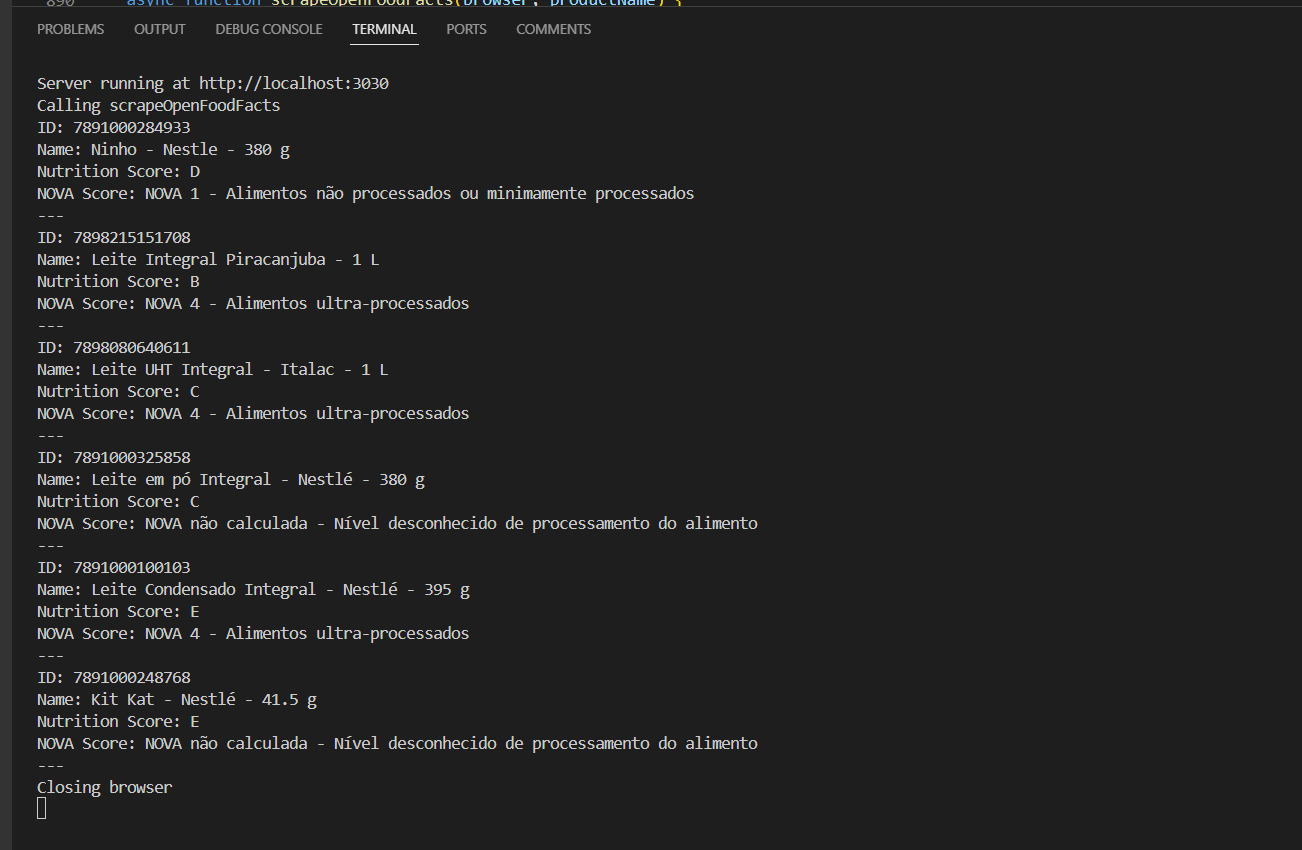 890 async function scrapeOpenFoodFacts(browser, productName) {
PROBLEMS OUTPUT DEBUG CONSOLE TERMINAL PORTS COMMENTS
Server running at http://localhost:3030
Calling scrapeOpenFoodFacts
ID: 7891000284933
Name: Ninho - Nestle - 380 g
Nutrition Score: D
NOVA Score: NOVA 1 - Alimentos não processados ou minimamente processados
---
ID: 7898215151708
Name: Leite Integral Piracanjuba - 1 L
Nutrition Score: B
NOVA Score: NOVA 4 - Alimentos ultra-processados
---
ID: 7898080640611
Name: Leite UHT Integral - Italac - 1 L
Nutrition Score: C
NOVA Score: NOVA 4 - Alimentos ultra-processados
---
ID: 7891000325858
Name: Leite em pó Integral - Nestlé - 380 g
Nutrition Score: C
NOVA Score: NOVA não calculada - Nível desconhecido de processamento do alimento
---
ID: 7891000100103
Name: Leite Condensado Integral - Nestlé - 395 g
Nutrition Score: E
NOVA Score: NOVA 4 - Alimentos ultra-processados
---
ID: 7891000248768
Name: Kit Kat - Nestlé - 41.5 g
Nutrition Score: E
NOVA Score: NOVA não calculada - Nível desconhecido de processamento do alimento
---
Closing browser